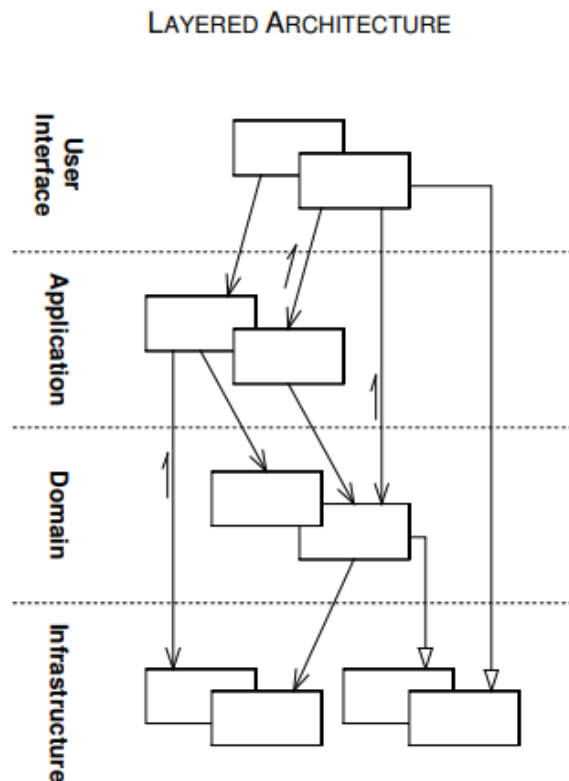 LAYERED ARCHITECTURE
User
Interface
Application
Domain
Infrastructure